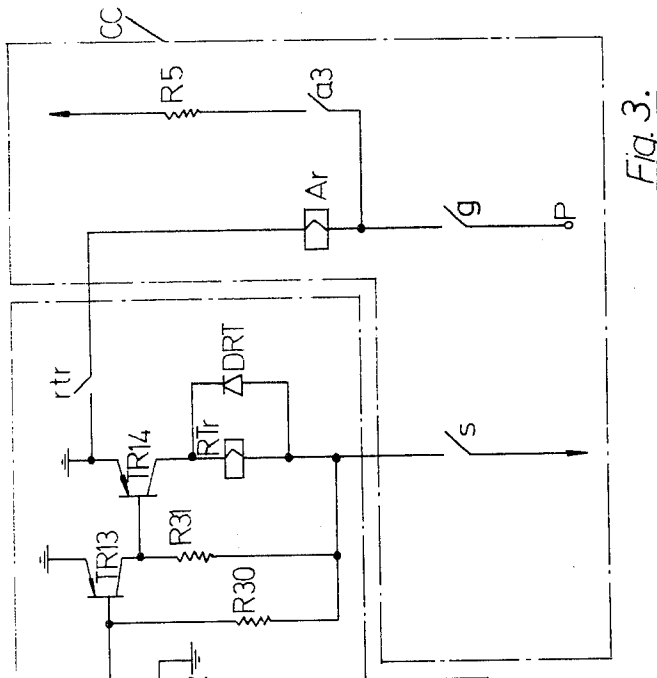 CC
R5
a3
Ar
g
P
rtr
TR14
DRT
RTr
TR13
R31
R30
s
Fig. 3.